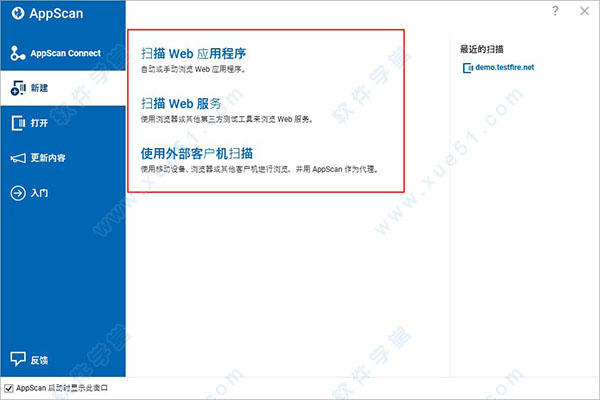 AppScan
?
AppScan Connect
新建
打开
更新内容
入门
反馈
扫描 Web 应用程序
自动或手动浏览 Web 应用程序。
扫描 Web 服务
使用浏览器或其他第三方测试工具来浏览 Web 服务。
使用外部客户机扫描
使用移动设备、浏览器或其他客户机进行浏览，并用 AppScan 作为代理。
最近的扫描
demo.testfire.net
AppScan 启动时显示此窗口
软件学堂
www.xue51.com